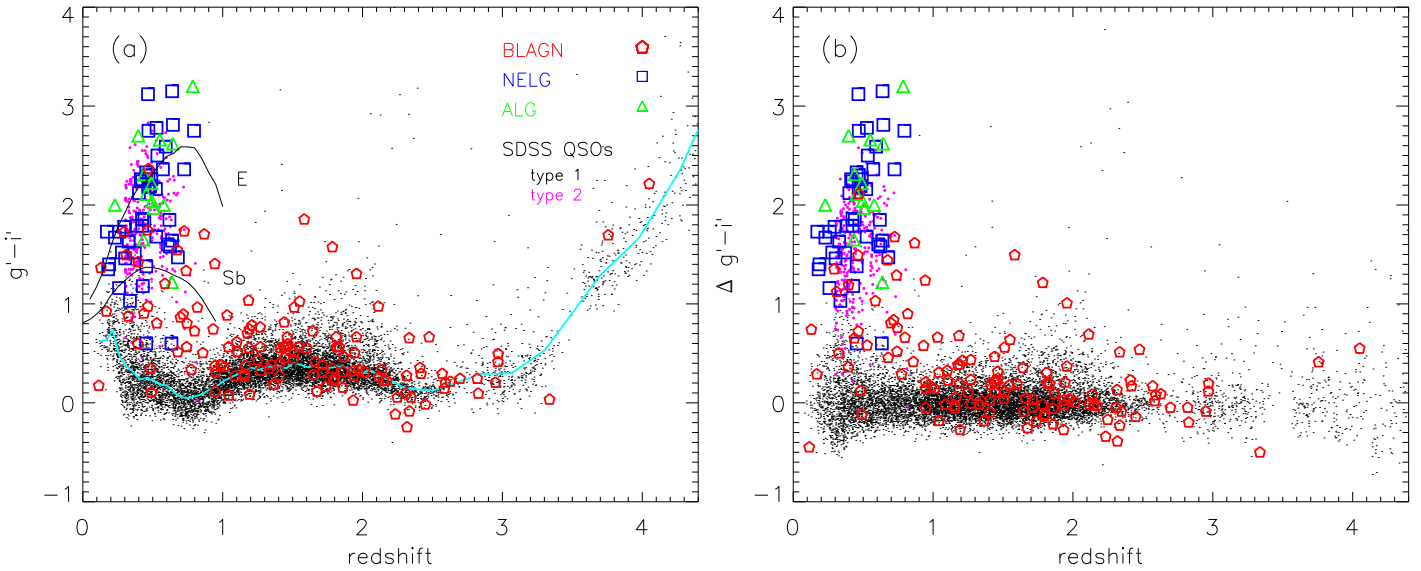 (a)
BLAGN
NELG
ALG
SDSS QSO's
type 1
type 2
E
Sb
g'−i'
4
3
2
1
0
−1
0 1 2 3 4
redshift
(b)
Δ g'−i'
4
3
2
1
0
−1
0 1 2 3 4
redshift